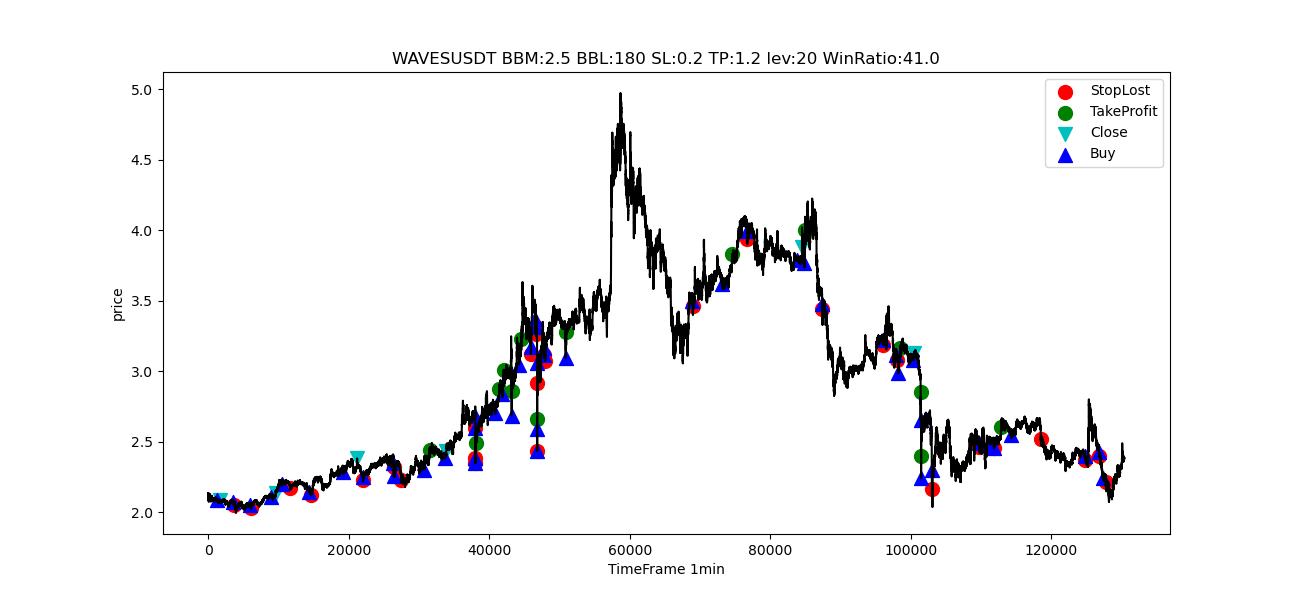 WAVESUSDT BBM:2.5 BBL:180 SL:0.2 TP:1.2 lev:20 WinRatio:41.0
5.0
4.5
4.0
3.5
3.0
2.5
2.0
price
StopLost
TakeProfit
Close
Buy
0 20000 40000 60000 80000 100000 120000
TimeFrame 1min